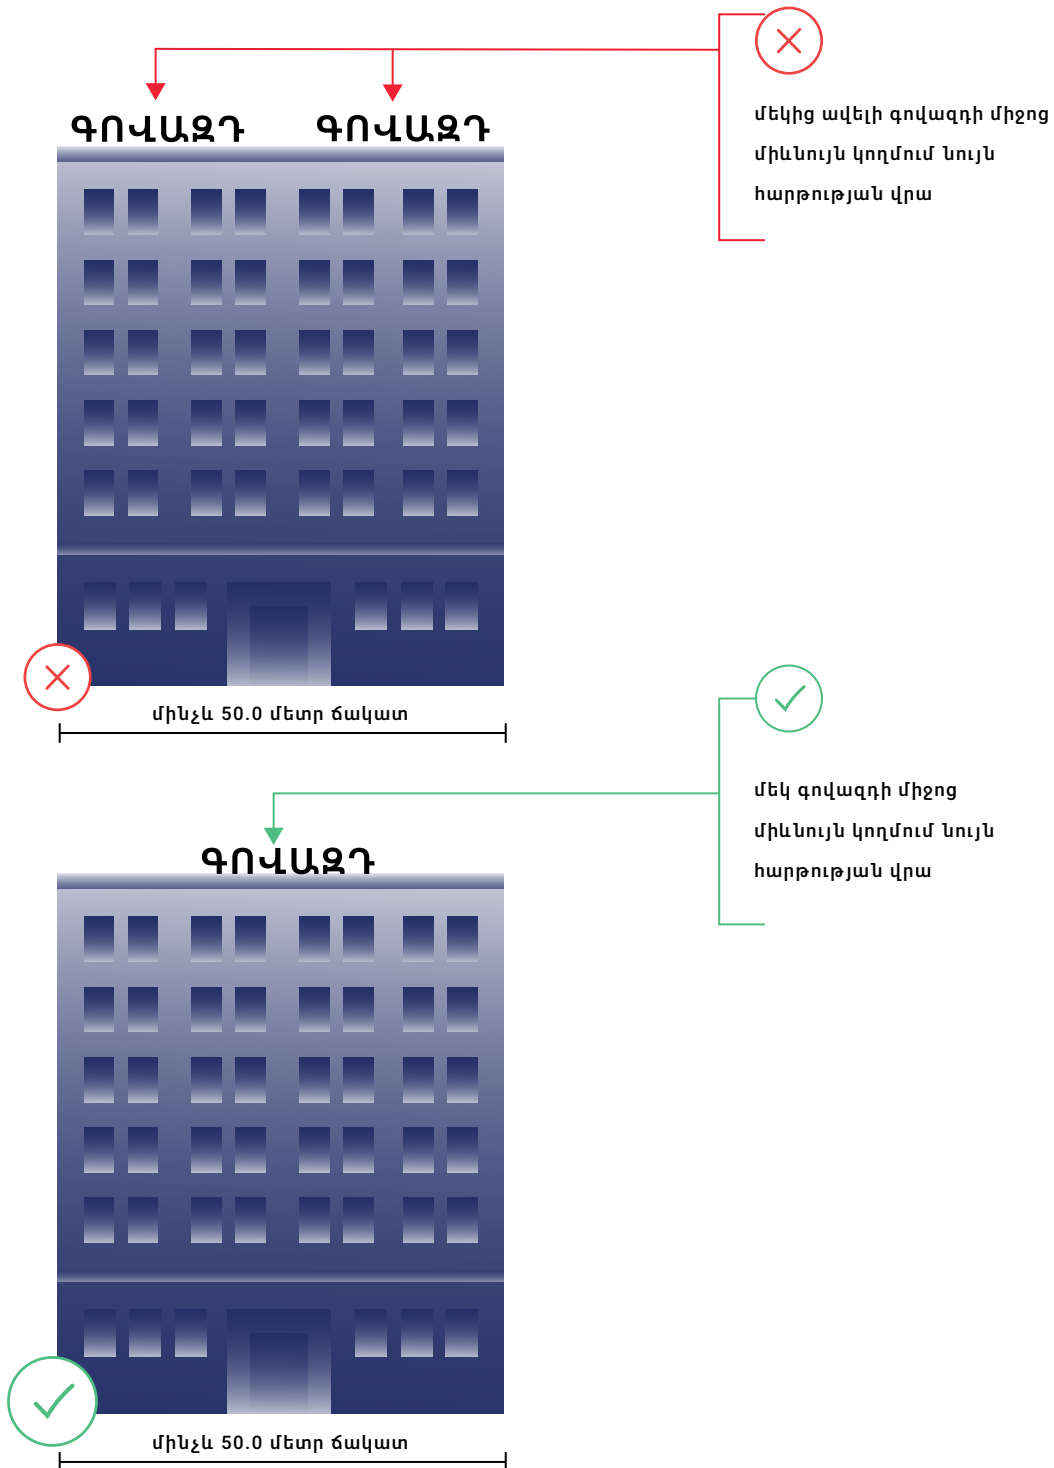 ԳՈՎԱԶԴ ԳՈՎԱԶԴ
մեկից ավելի գովազդի միջոց
միևնույն կողմում նույն
հարթության վրա
մինչև 50.0 մետր ճակատ
մեկ գովազդի միջոց
միևնույն կողմում նույն
հարթության վրա
ԳՈՎԱԶԴ
մինչև 50.0 մետր ճակատ